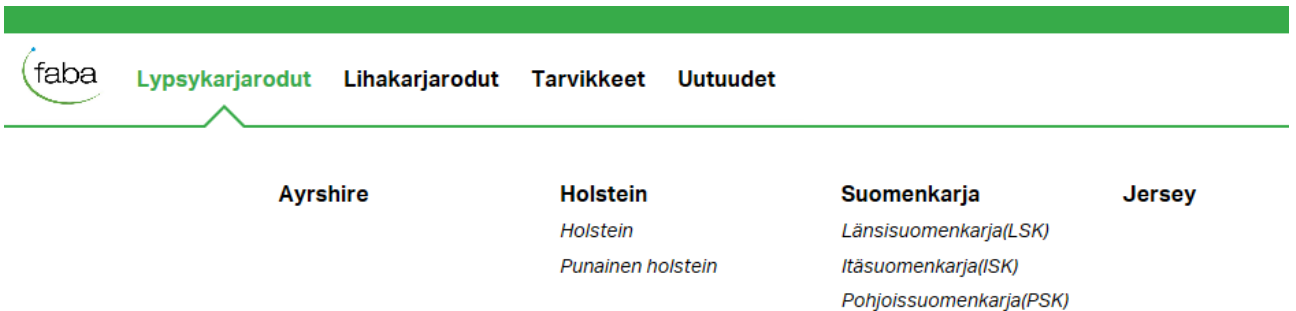 faba
Lypsykarjarodut Lihakarjarodut Tarvikkeet Uutuudet
Ayrshire Holstein Suomenkarja Jersey
Holstein Länsisuomenkarja(LSK)
Punainen holstein Itäsuomenkarja(ISK)
Pohjoissuomenkarja(PSK)